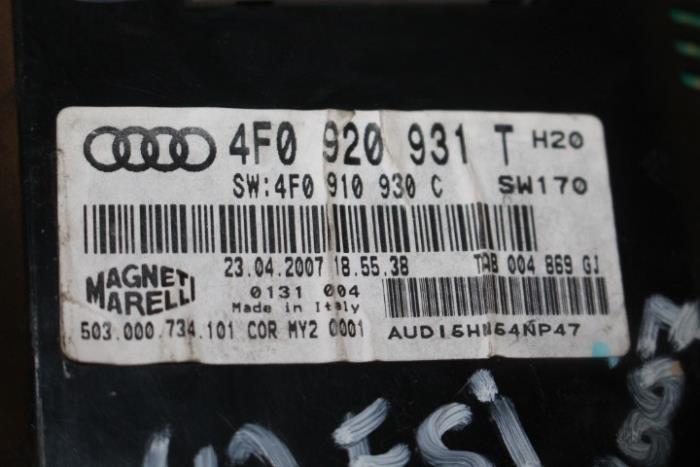 4F0 920 931 T H20
SW:4F0 910 930 C SW170
23.04.2007 18.55.38 TAB 004 869 GJ
MAGNETI MARELLI
0131 004
Made in Italy
503.000.734.101 COR MY2 0001
AUDI5HN54NP47